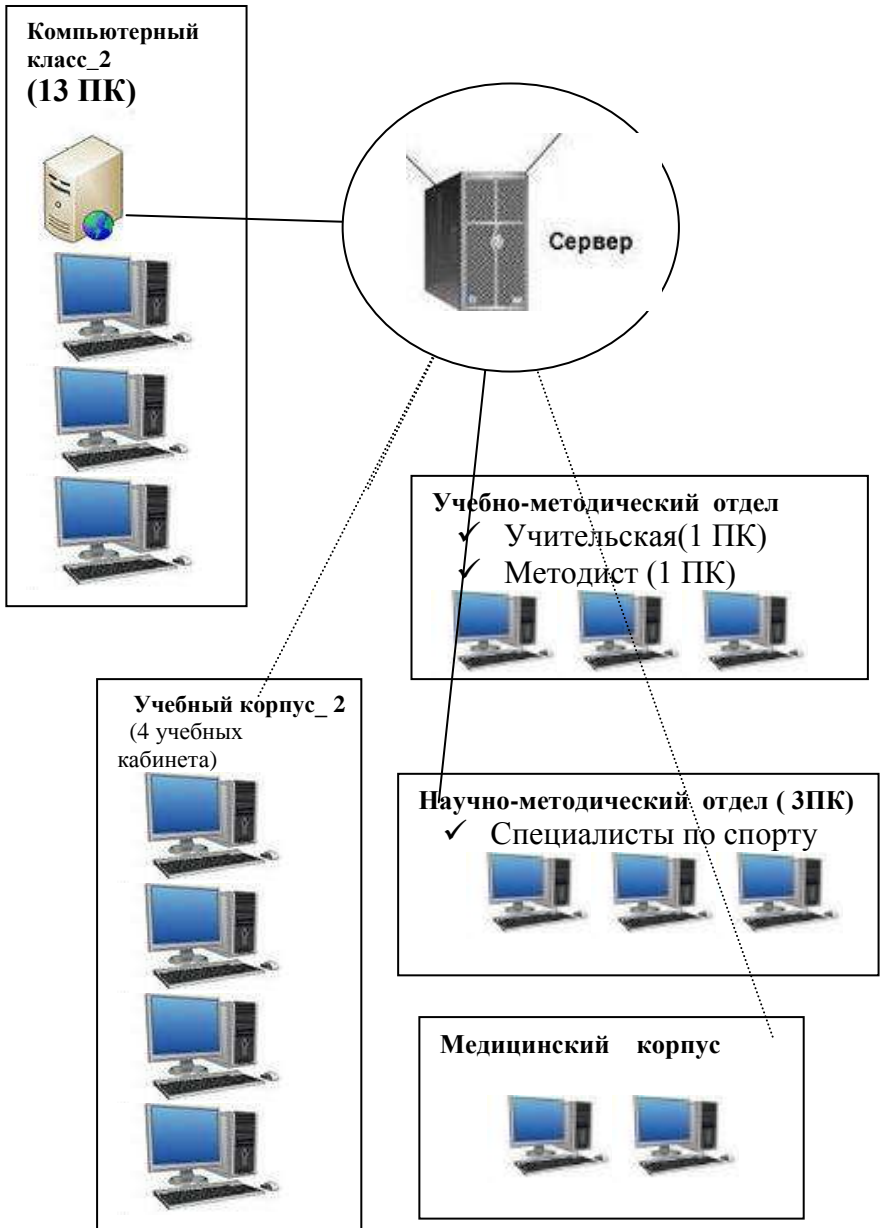 Компьютерный
класс_2
(13 ПК)
Сервер
Учебно-методический отдел
✓ Учительская(1 ПК)
✓ Методист (1 ПК)
Учебный корпус_ 2
(4 учебных
кабинета)
Научно-методический отдел ( 3ПК)
✓ Специалисты по спорту
Медицинский корпус